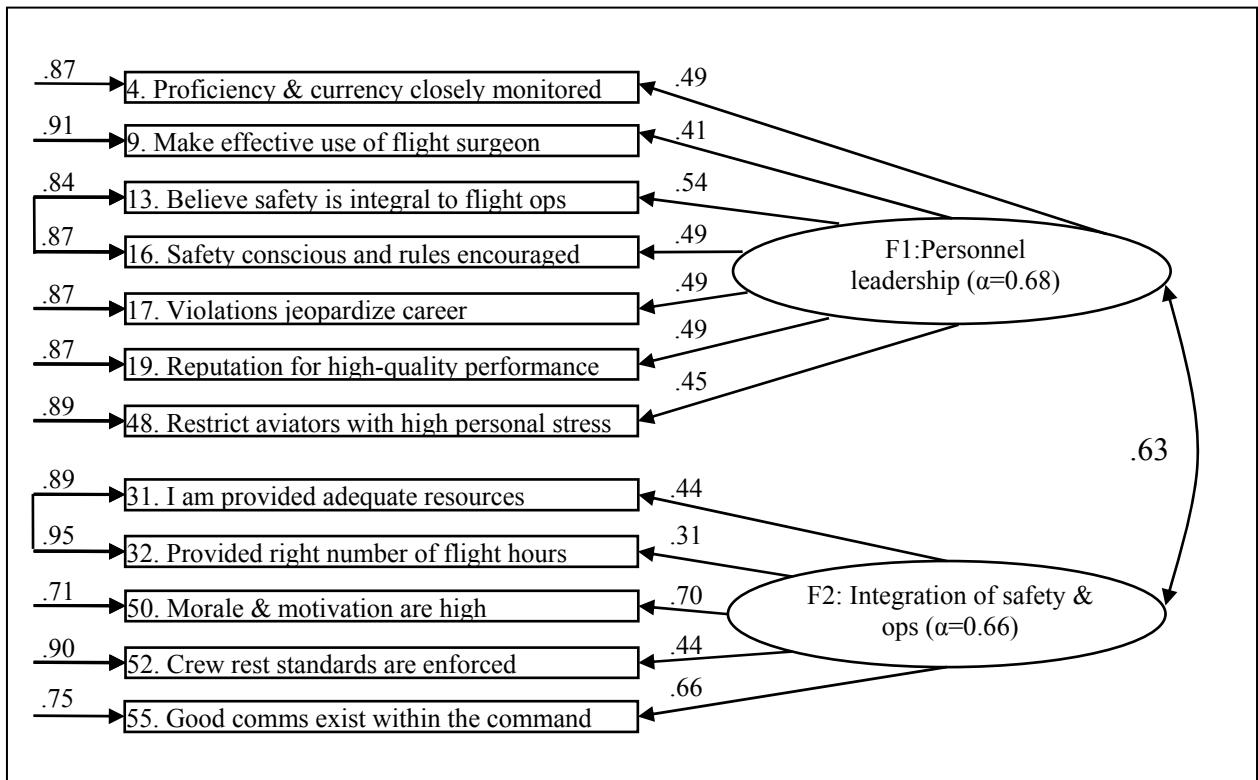 .87
4. Proficiency & currency closely monitored
.49
.91
9. Make effective use of flight surgeon
.41
.84
13. Believe safety is integral to flight ops
.54
.87
16. Safety conscious and rules encouraged
.49
.87
17. Violations jeopardize career
.49
.87
19. Reputation for high-quality performance
.49
.89
48. Restrict aviators with high personal stress
.45
F1:Personnel
leadership (α=0.68)
.63
.89
31. I am provided adequate resources
.44
.95
32. Provided right number of flight hours
.31
.71
50. Morale & motivation are high
.70
.90
52. Crew rest standards are enforced
.44
.75
55. Good comms exist within the command
.66
F2: Integration of safety &
ops (α=0.66)